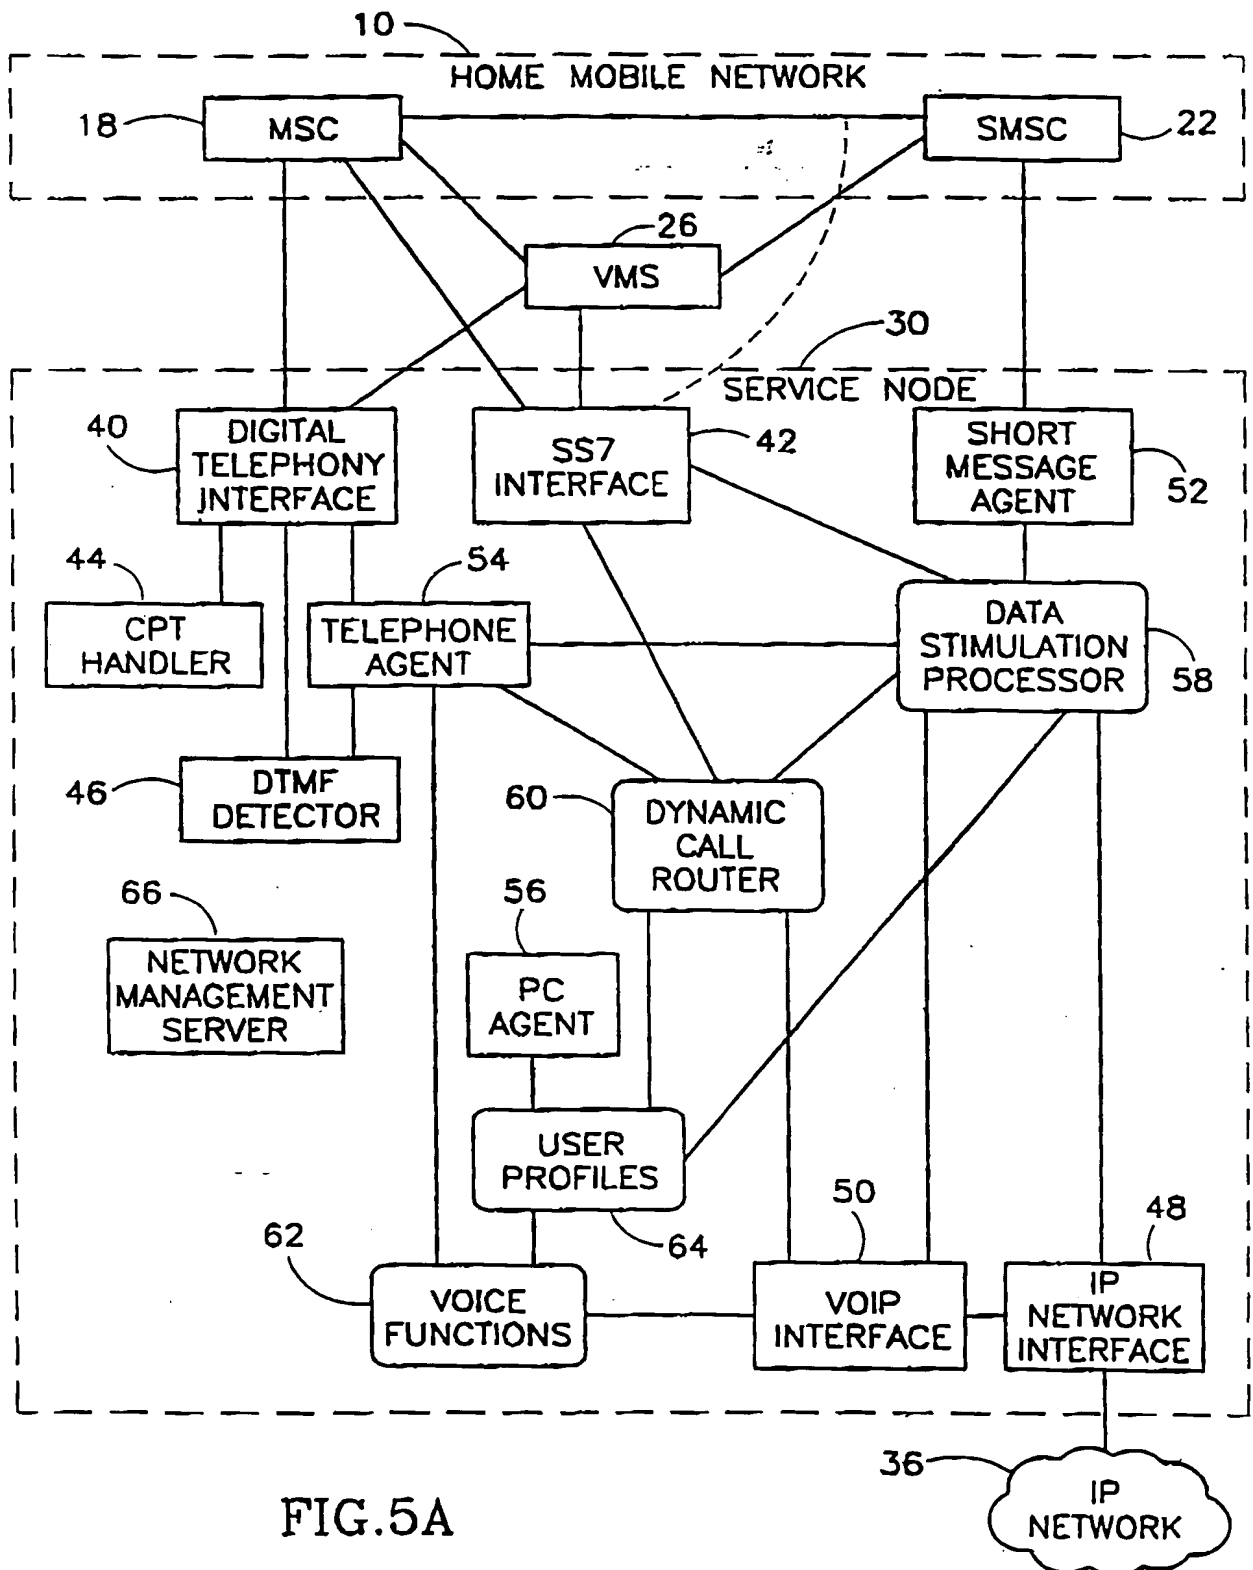 10
HOME MOBILE NETWORK
18
MSC
SMSC
22
26
VMS
30
SERVICE NODE
40
DIGITAL
TELEPHONY
INTERFACE
SS7
INTERFACE
42
SHORT
MESSAGE
AGENT
52
44
CPT
HANDLER
54
TELEPHONE
AGENT
DATA
STIMULATION
PROCESSOR
58
46
DTMF
DETECTOR
60
DYNAMIC
CALL
ROUTER
66
NETWORK
MANAGEMENT
SERVER
56
PC
AGENT
USER
PROFILES
64
62
VOICE
FUNCTIONS
50
VOIP
INTERFACE
48
IP
NETWORK
INTERFACE
36
IP
NETWORK
FIG.5A